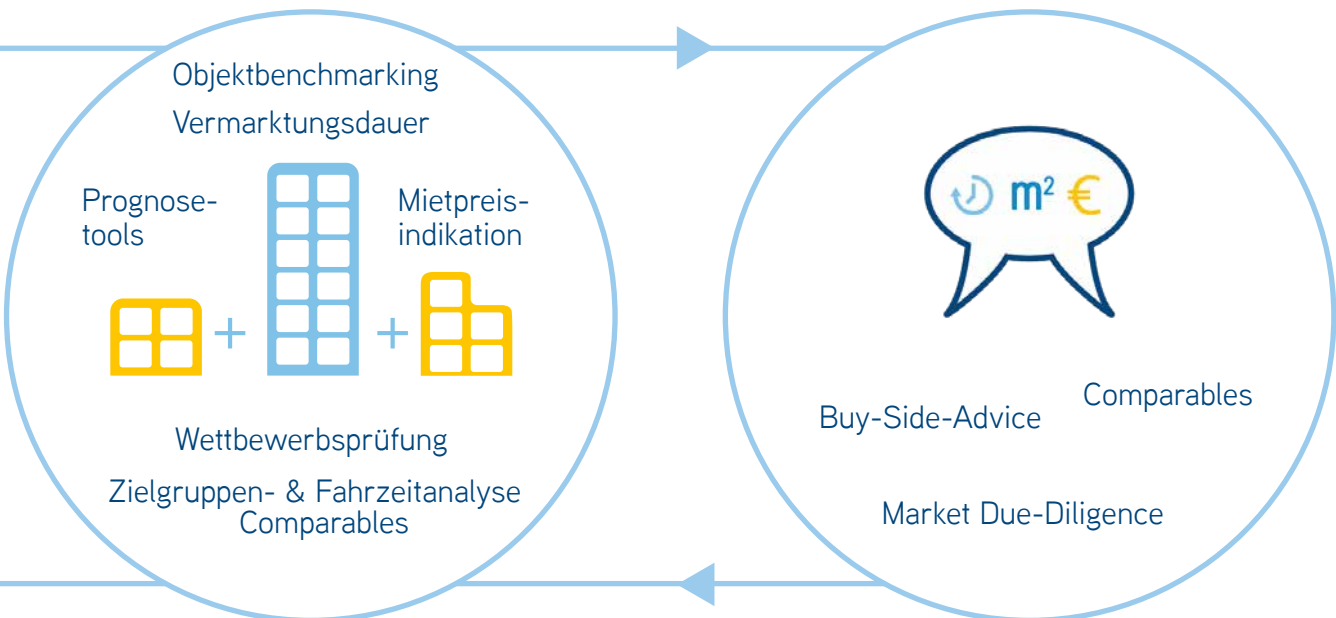 Objektbenchmarking
Vermarktungsdauer
Prognose-
tools
Mietpreis-
indikation
+
+
Wettbewerbsprüfung
Zielgruppen- & Fahrzeitanalyse
Comparables
m² €
Buy-Side-Advice
Comparables
Market Due-Diligence